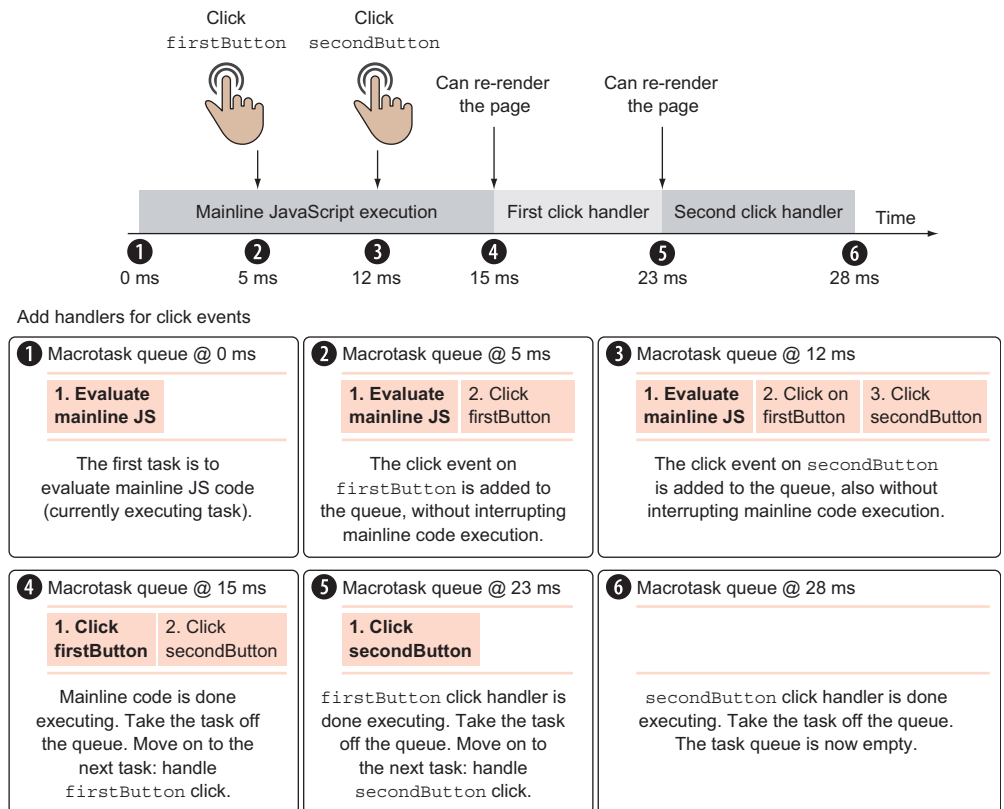 Click
firstButton
Click
secondButton
Can re-render
the page
Can re-render
the page
Mainline JavaScript execution
First click handler
Second click handler
Time
1
2
3
4
5
6
0 ms
5 ms
12 ms
15 ms
23 ms
28 ms
Add handlers for click events
1 Macrotask queue @ 0 ms
1. Evaluate
mainline JS
The first task is to
evaluate mainline JS code
(currently executing task).
2 Macrotask queue @ 5 ms
1. Evaluate
mainline JS
2. Click
firstButton
The click event on
firstButton is added to
the queue, without interrupting
mainline code execution.
3 Macrotask queue @ 12 ms
1. Evaluate
mainline JS
2. Click on
firstButton
3. Click
secondButton
The click event on secondButton
is added to the queue, also without
interrupting mainline code execution.
4 Macrotask queue @ 15 ms
1. Click
firstButton
2. Click
secondButton
Mainline code is done
executing. Take the task off
the queue. Move on to the
next task: handle
firstButton click.
5 Macrotask queue @ 23 ms
1. Click
secondButton
firstButton click handler is
done executing. Take the task
off the queue. Move on to
the next task: handle
secondButton click.
6 Macrotask queue @ 28 ms
secondButton click handler is done
executing. Take the task off the queue.
The task queue is now empty.